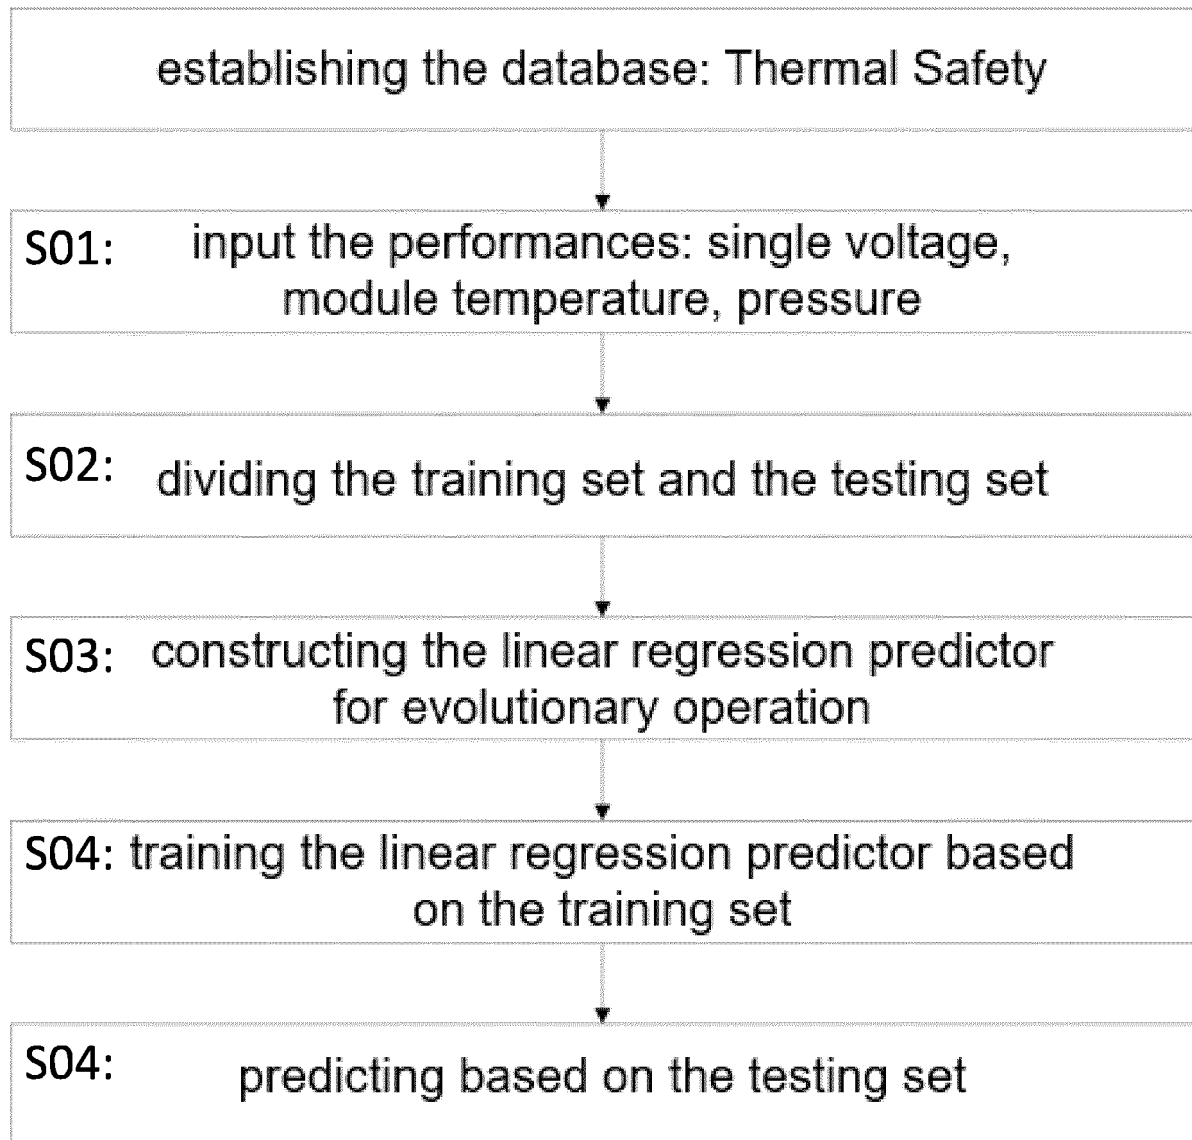 establishing the database: Thermal Safety
S01: input the performances: single voltage,
module temperature, pressure
S02: dividing the training set and the testing set
S03: constructing the linear regression predictor
for evolutionary operation
S04: training the linear regression predictor based
on the training set
S04: predicting based on the testing set